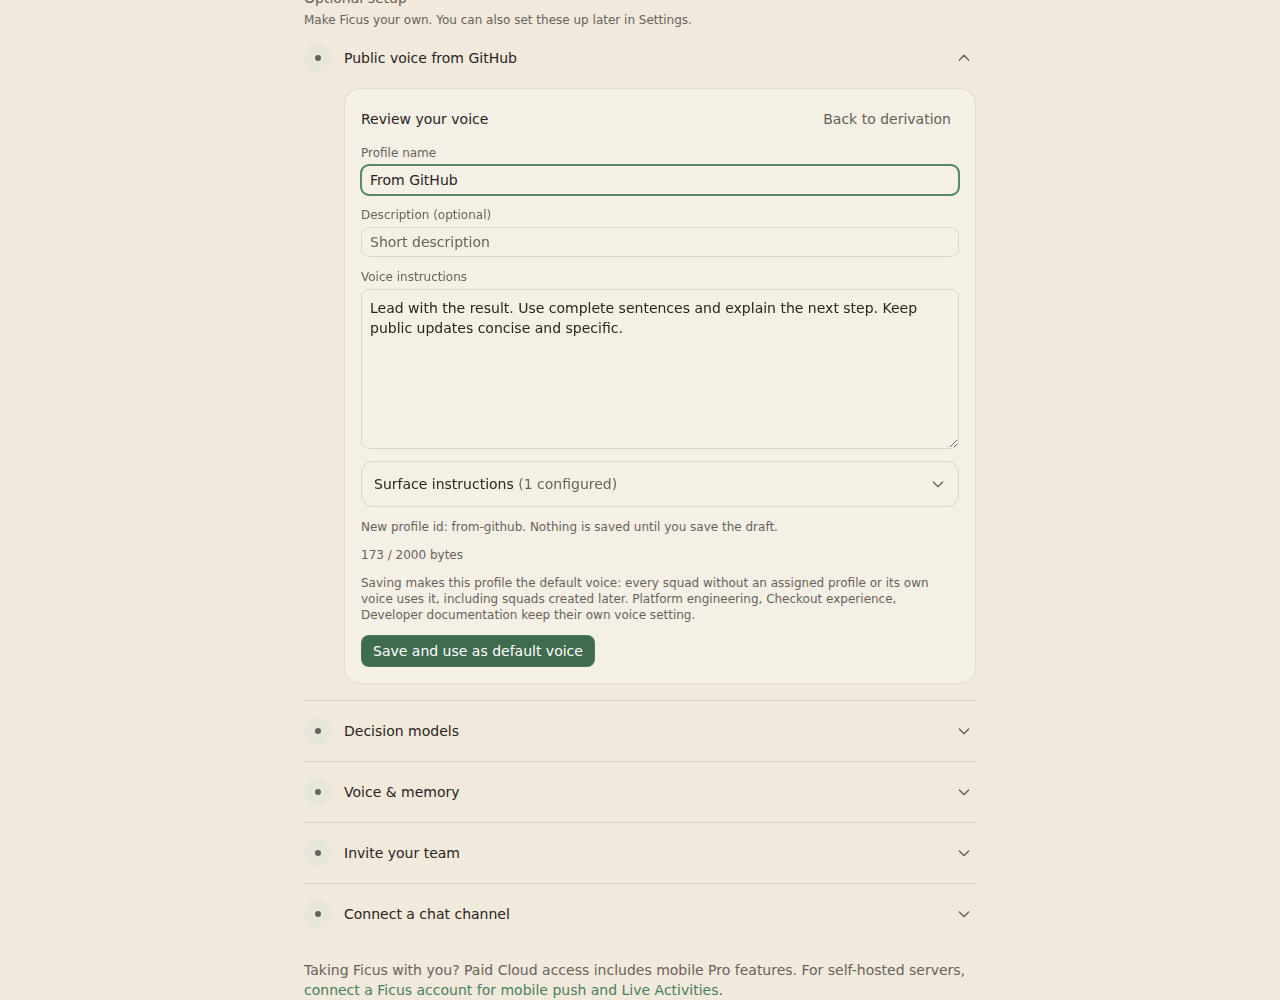 Optional setup
Make Ficus your own. You can also set these up later in Settings.
Public voice from GitHub
Review your voice
Back to derivation
Profile name
From GitHub
Description (optional)
Short description
Voice instructions
Lead with the result. Use complete sentences and explain the next step. Keep
public updates concise and specific.
Surface instructions (1 configured)
New profile id: from-github. Nothing is saved until you save the draft.
173 / 2000 bytes
Saving makes this profile the default voice: every squad without an assigned profile or its own
voice uses it, including squads created later. Platform engineering, Checkout experience,
Developer documentation keep their own voice setting.
Save and use as default voice
Decision models
Voice & memory
Invite your team
Connect a chat channel
Taking Ficus with you? Paid Cloud access includes mobile Pro features. For self-hosted servers,
connect a Ficus account for mobile push and Live Activities.